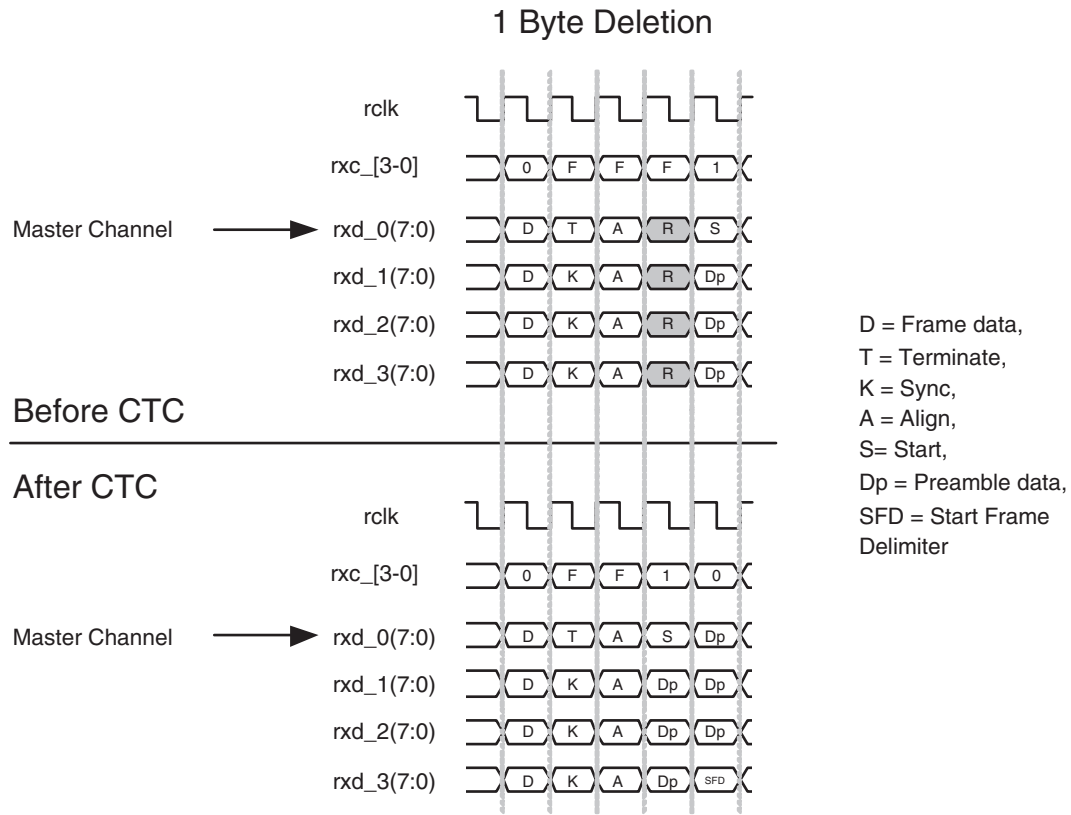 1 Byte Deletion
rclk
rxc_[3-0] 0 F F F 1
Master Channel rxd_0(7:0) D T A R S
rxd_1(7:0) D K A R Dp
rxd_2(7:0) D K A R Dp
rxd_3(7:0) D K A R Dp
Before CTC
After CTC
rclk
rxc_[3-0] 0 F F 1 0
Master Channel rxd_0(7:0) D T A S Dp
rxd_1(7:0) D K A Dp Dp
rxd_2(7:0) D K A Dp Dp
rxd_3(7:0) D K A Dp SFD
D = Frame data,
T = Terminate,
K = Sync,
A = Align,
S= Start,
Dp = Preamble data,
SFD = Start Frame
Delimiter